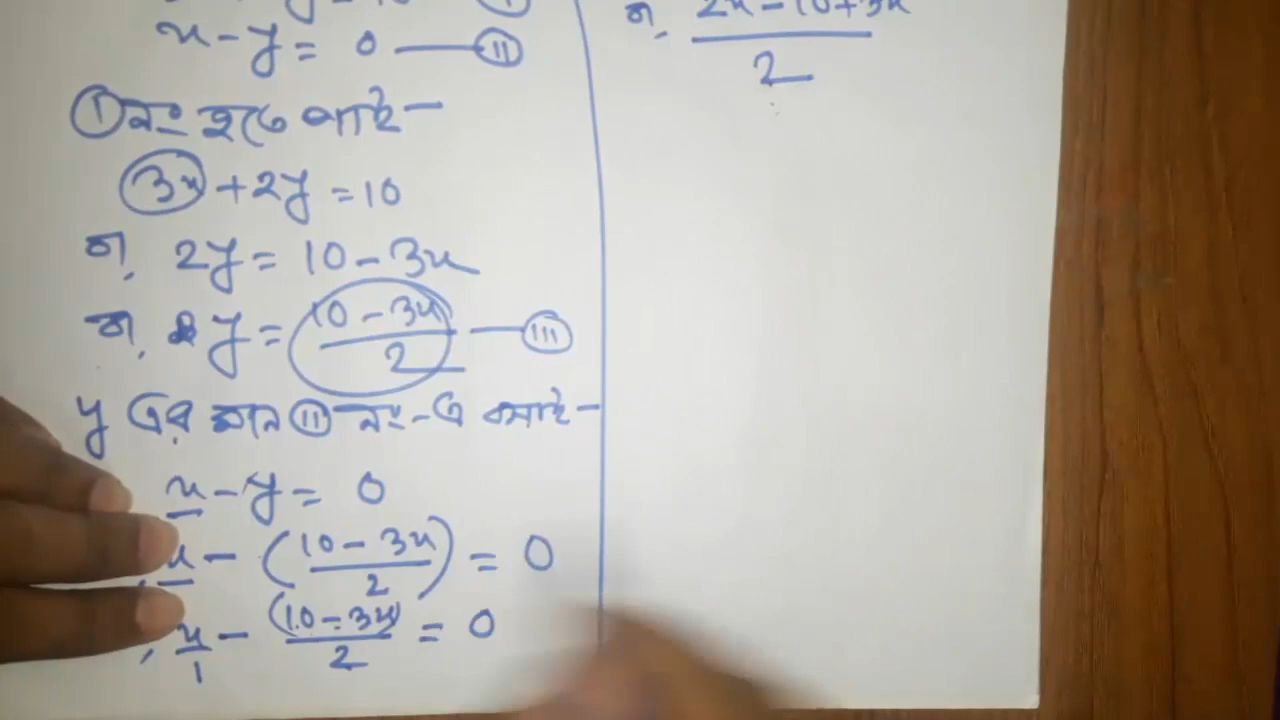 x - y = 0 — (ii)
(i) নং হতে পাই—
3x + 2y = 10
বা, 2y = 10 - 3x
বা, y = (10 - 3x)/2 — (iii)
y এর মান (ii) নং-এ বসাই—
x - y = 0
x - ((10 - 3x)/2) = 0
, x/1 - (10 - 3x)/2 = 0
বা, (2x - 10 + 3x)/2